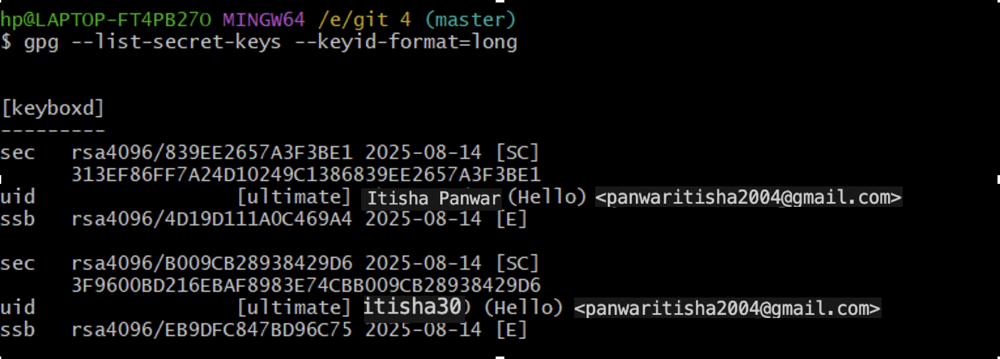 hp@LAPTOP-FT4PB27O MINGW64 /e/git 4 (master)
$ gpg --list-secret-keys --keyid-format=long
[keyboxd]
---------
sec   rsa4096/839EE2657A3F3BE1 2025-08-14 [SC]
      313EF86FF7A24D10249C1386839EE2657A3F3BE1
uid                 [ultimate] Itisha Panwar (Hello) <panwaritisha2004@gmail.com>
ssb   rsa4096/4D19D111A0C469A4 2025-08-14 [E]
sec   rsa4096/B009CB28938429D6 2025-08-14 [SC]
      3F9600BD216EBAF8983E74CBB009CB28938429D6
uid                 [ultimate] itisha30) (Hello) <panwaritisha2004@gmail.com>
ssb   rsa4096/EB9DFC847BD96C75 2025-08-14 [E]